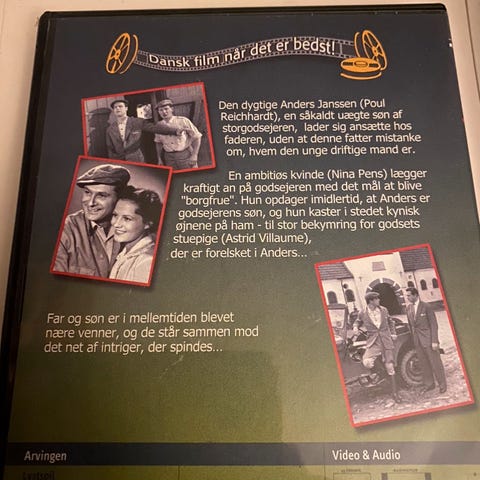 Dansk film når det er bedst!
Den dygtige Anders Janssen (Poul
Reichhardt), en såkaldt uægte søn af
storgodsejeren, lader sig ansætte hos
faderen, uden at denne fatter mistanke
om, hvem den unge driftige mand er.
En ambitiøs kvinde (Nina Pens) lægger
kraftigt an på godsejeren med det mål at blive
"borgfrue". Hun opdager imidlertid, at Anders er
godsejerens søn, og hun kaster i stedet kynisk
øjnene på ham - til stor bekymring for godsets
stuepige (Astrid Villaume),
der er forelsket i Anders...
Far og søn er i mellemtiden blevet
nære venner, og de står sammen mod
det net af intriger, der spindes...
Arvingen
Video & Audio